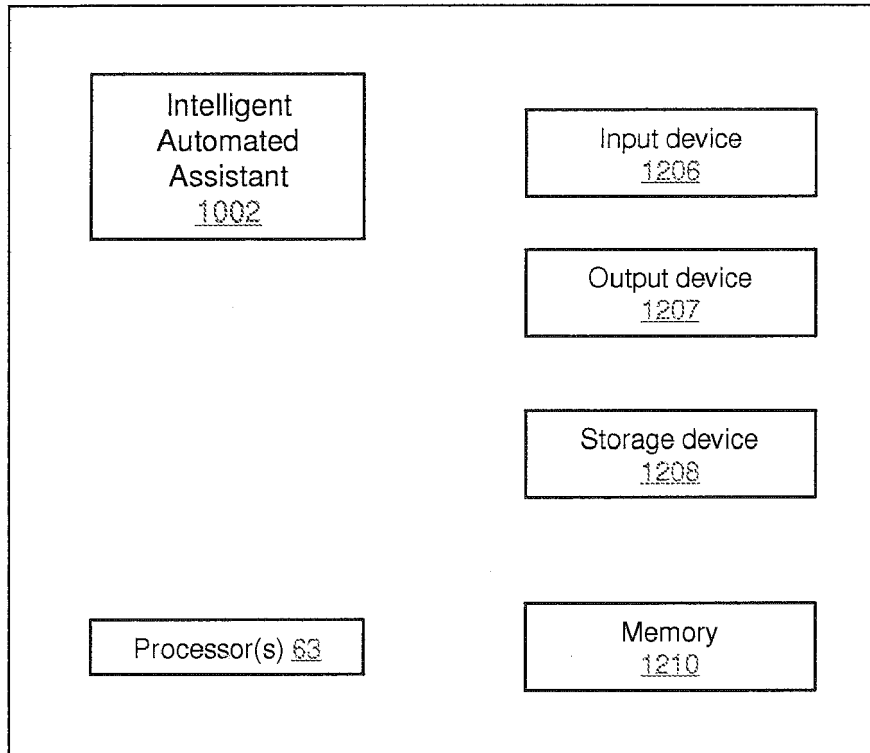 Intelligent
Automated
Assistant
1002
Input device
1206
Output device
1207
Storage device
1208
Processor(s) 63
Memory
1210